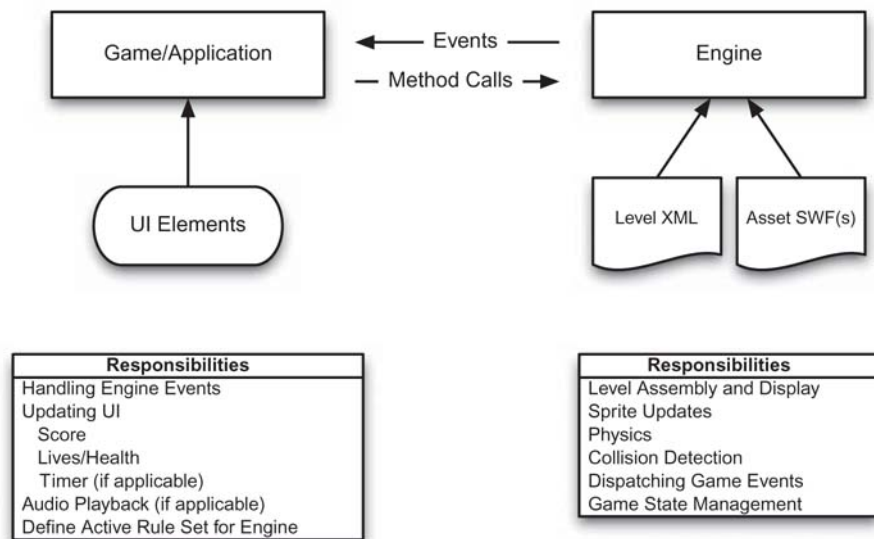 Game/Application
Events
Method Calls
Engine
UI Elements
Level XML
Asset SWF(s)
Responsibilities
Handling Engine Events
Updating UI
Score
Lives/Health
Timer (if applicable)
Audio Playback (if applicable)
Define Active Rule Set for Engine
Responsibilities
Level Assembly and Display
Sprite Updates
Physics
Collision Detection
Dispatching Game Events
Game State Management